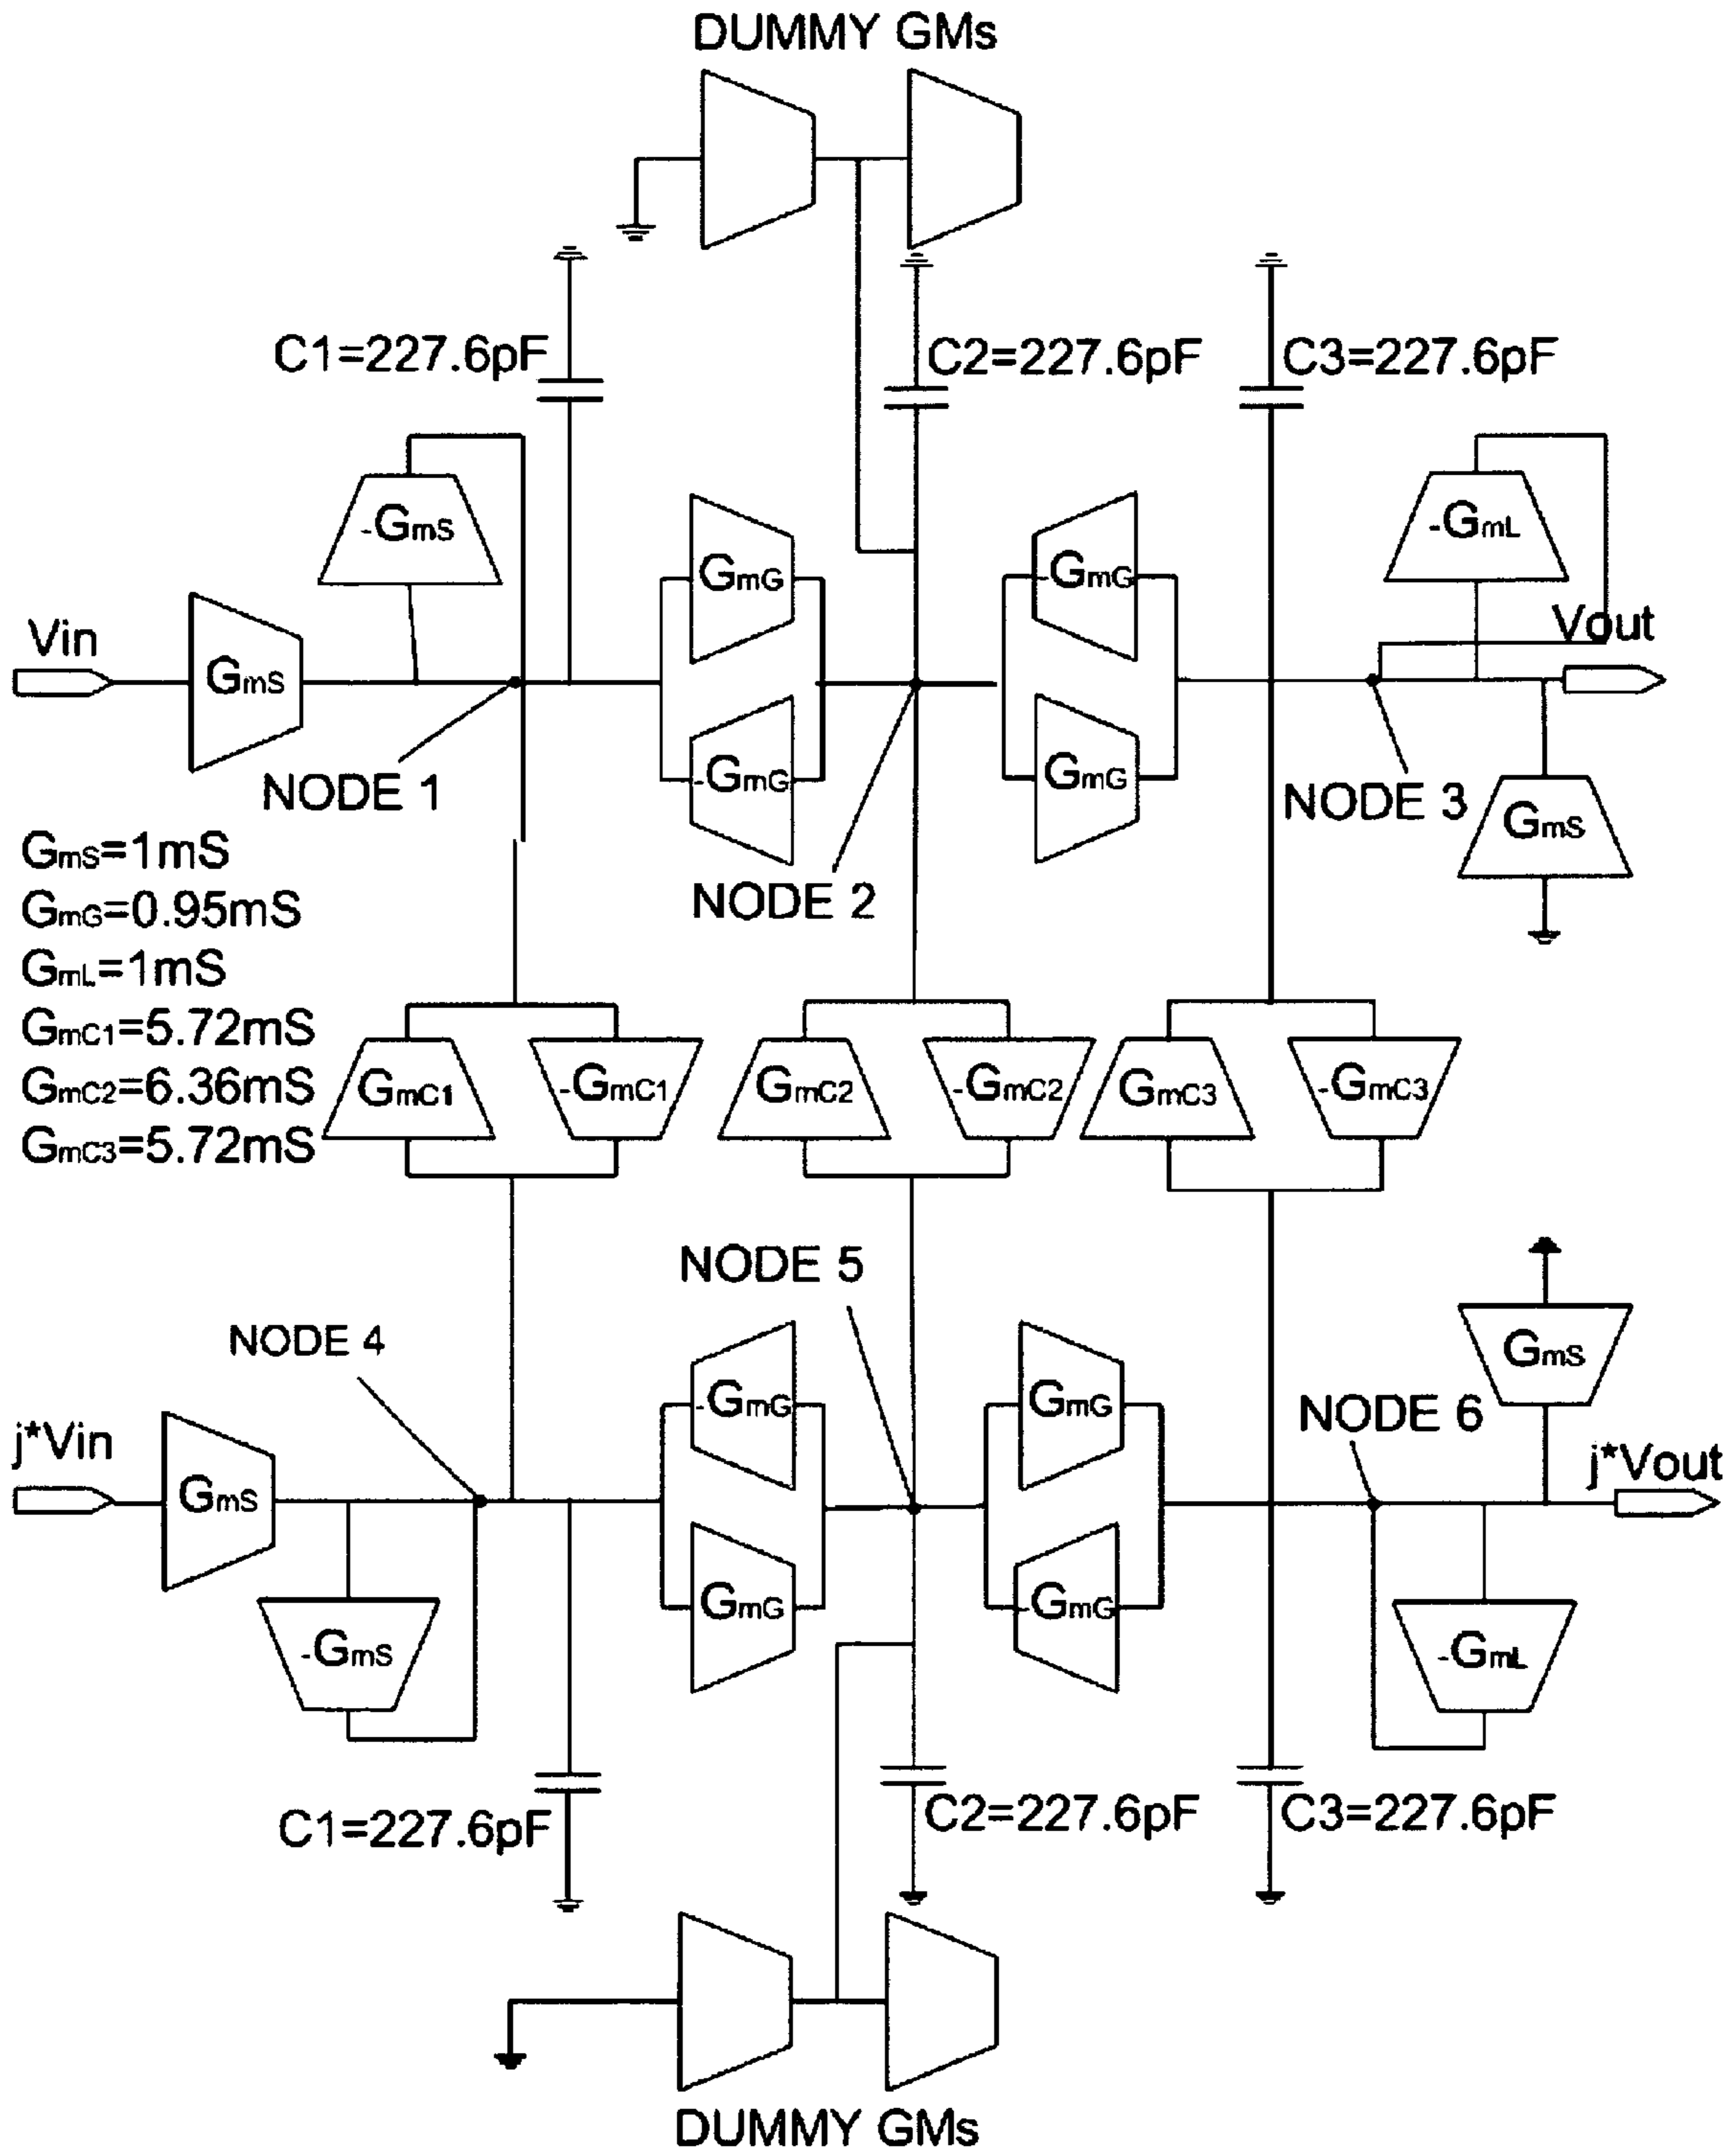 DUMMY GMs
C1=227.6pF
C2=227.6pF
C3=227.6pF
-GmS
GmG
-GmG
-GmL
Vin
GmS
Vout
-GmG
GmG
NODE 1
NODE 2
NODE 3
GmS
GmS=1mS
GmG=0.95mS
GmL=1mS
GmC1=5.72mS
GmC2=6.36mS
GmC3=5.72mS
GmC1
-GmC1
GmC2
-GmC2
GmC3
-GmC3
NODE 5
NODE 4
GmS
-GmG
GmG
NODE 6
j*Vin
GmS
j*Vout
GmG
-GmG
-GmS
-GmL
C1=227.6pF
C2=227.6pF
C3=227.6pF
DUMMY GMs